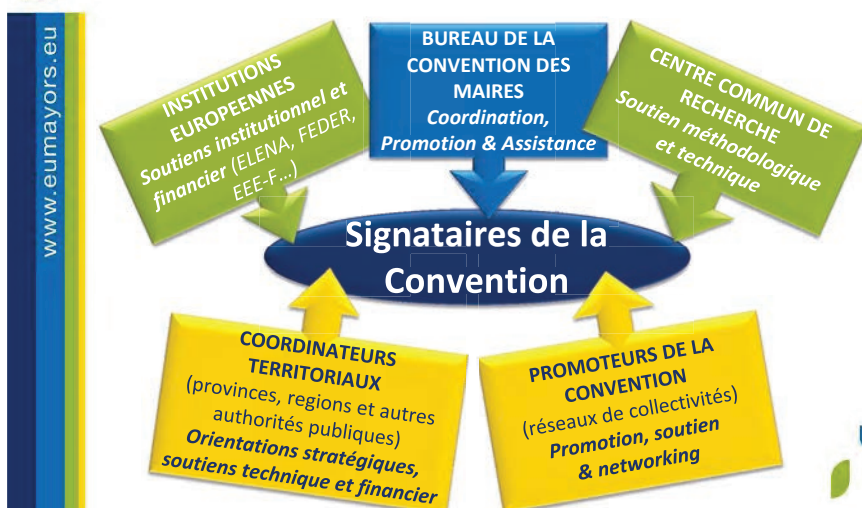 www.eumayors.eu
INSTITUTIONS
EUROPEENNES
Soutiens institutionnel et
financier (ELENA, FEDER,
EEE-F...)
BUREAU DE LA
CONVENTION DES
MAIRES
Coordination,
Promotion & Assistance
CENTRE COMMUN DE
RECHERCHE
Soutien méthodologique
et technique
Signataires de la
Convention
COORDINATEURS
TERRITORIAUX
(provinces, regions et autres
authorités publiques)
Orientations stratégiques,
soutiens technique et financier
PROMOTEURS DE LA
CONVENTION
(réseaux de collectivités)
Promotion, soutien
& networking